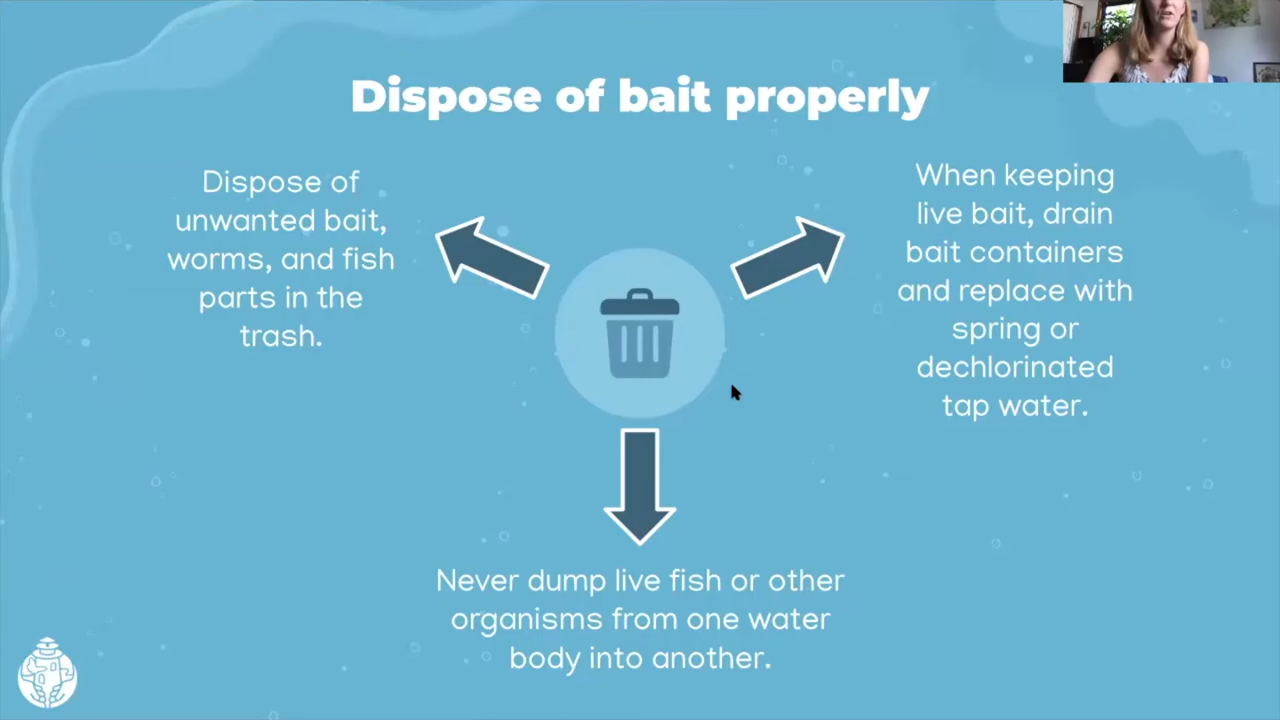 Dispose of bait properly
Dispose of
unwanted bait,
worms, and fish
parts in the
trash.
When keeping
live bait, drain
bait containers
and replace with
spring or
dechlorinated
tap water.
Never dump live fish or other
organisms from one water
body into another.